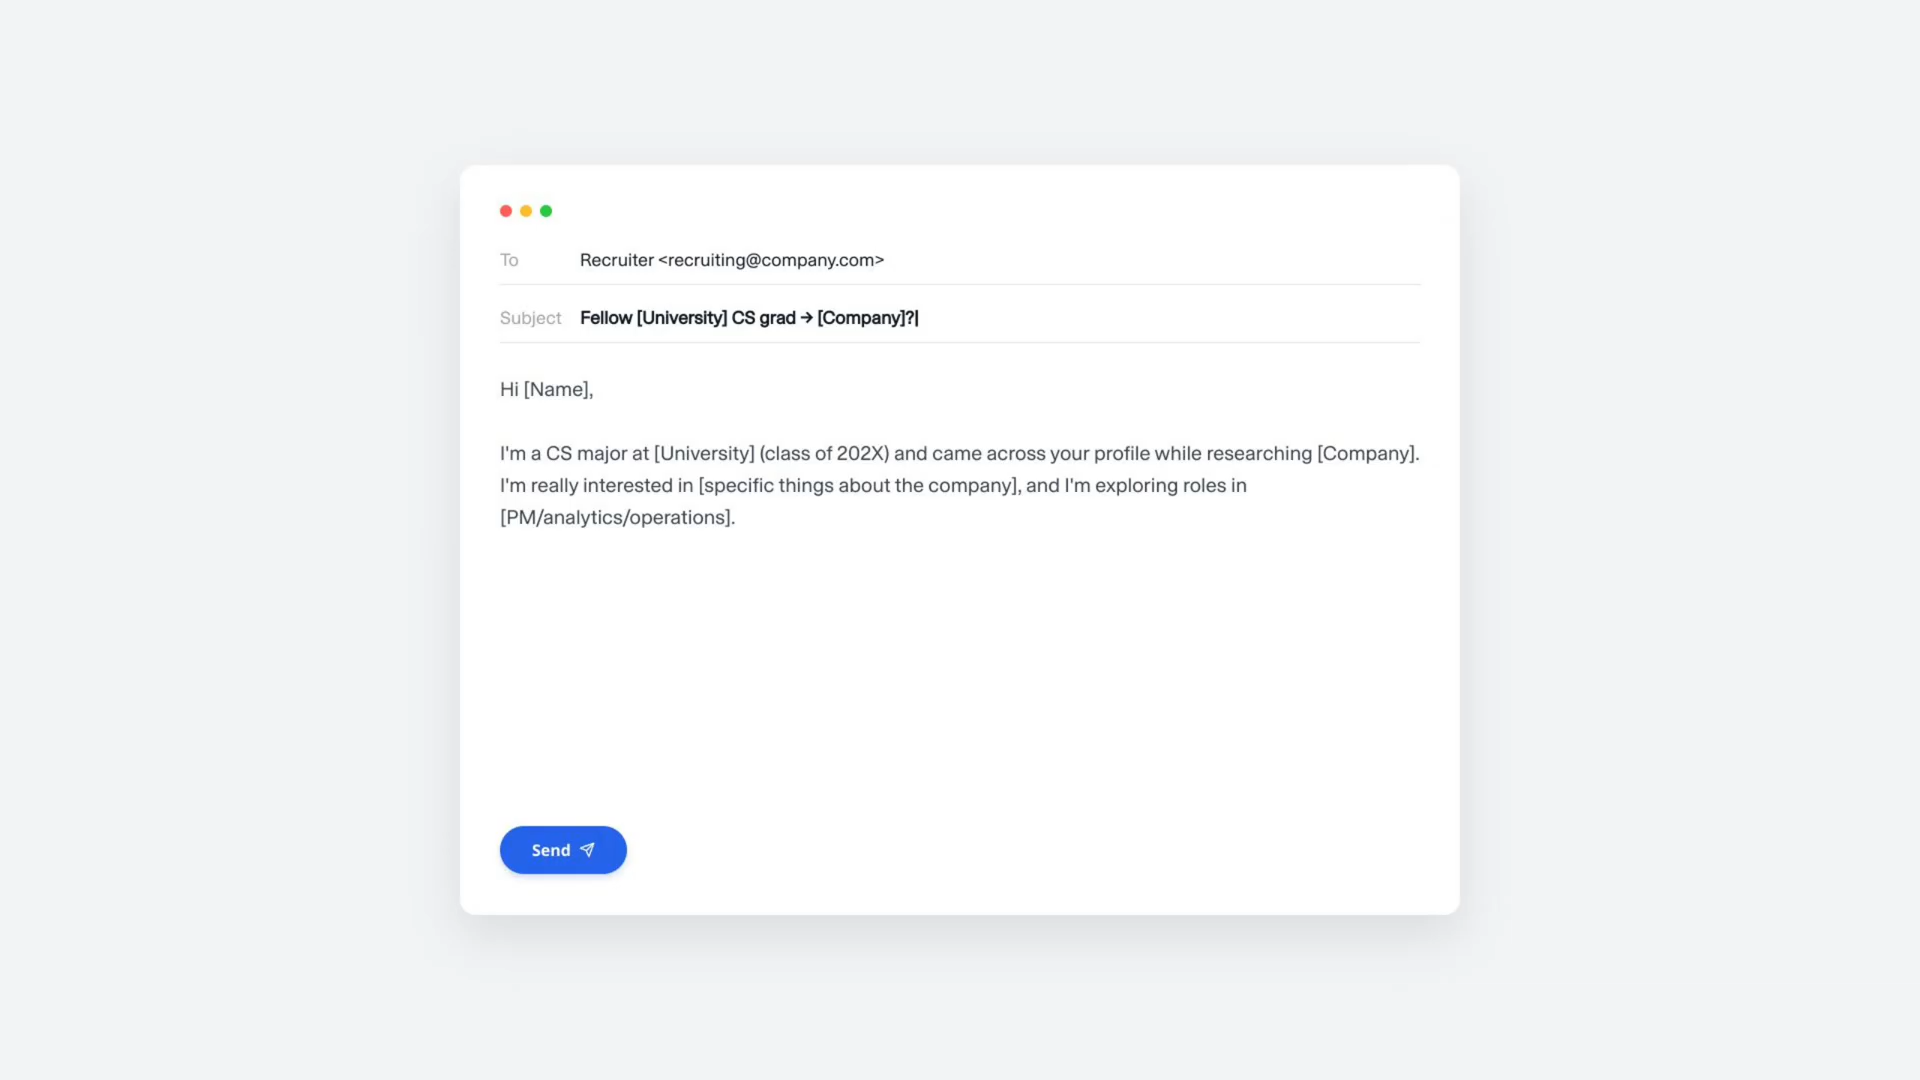 To Recruiter <recruiting@company.com>
Subject Fellow [University] CS grad → [Company]?|
Hi [Name],
I'm a CS major at [University] (class of 202X) and came across your profile while researching [Company].
I'm really interested in [specific things about the company], and I'm exploring roles in
[PM/analytics/operations].
Send